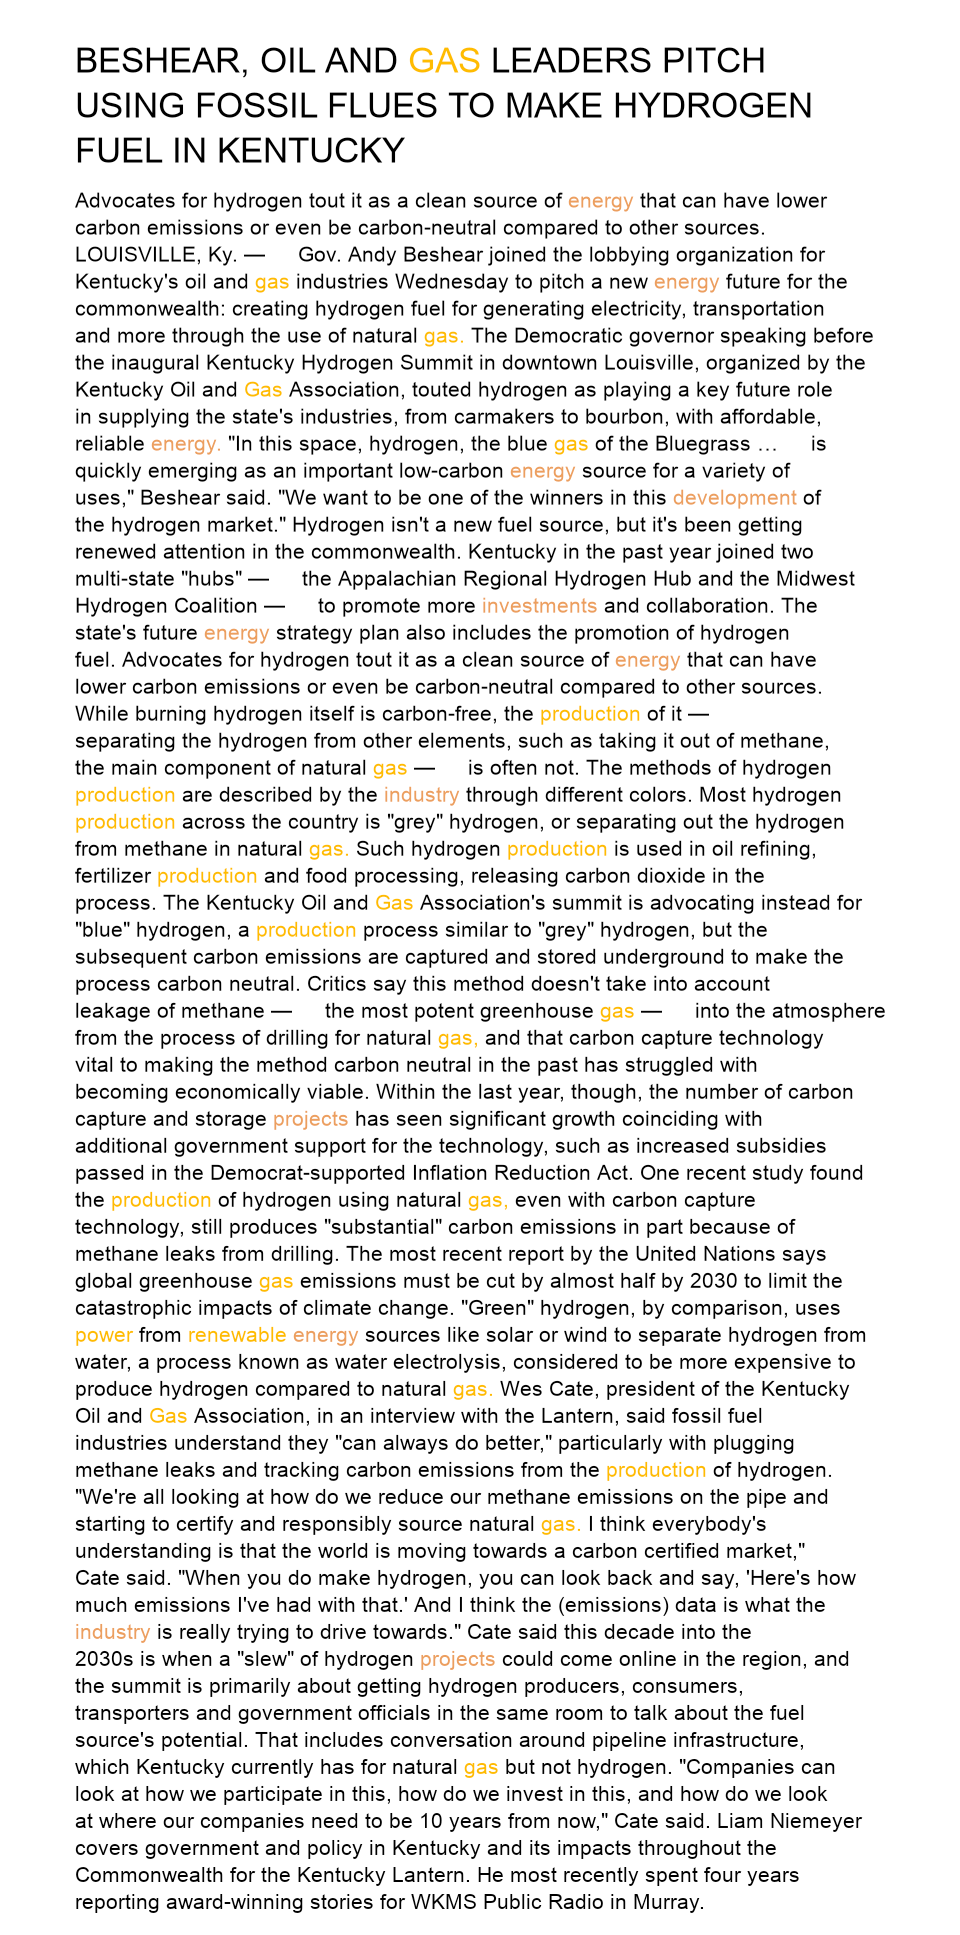 BESHEAR, OIL AND GAS LEADERS PITCH
USING FOSSIL FLUES TO MAKE HYDROGEN
FUEL IN KENTUCKY
Advocates for hydrogen tout it as a clean source of energy that can have lower
carbon emissions or even be carbon-neutral compared to other sources.
LOUISVILLE, Ky. — Gov. Andy Beshear joined the lobbying organization for
Kentucky's oil and gas industries Wednesday to pitch a new energy future for the
commonwealth: creating hydrogen fuel for generating electricity, transportation
and more through the use of natural gas. The Democratic governor speaking before
the inaugural Kentucky Hydrogen Summit in downtown Louisville, organized by the
Kentucky Oil and Gas Association, touted hydrogen as playing a key future role
in supplying the state's industries, from carmakers to bourbon, with affordable,
reliable energy. "In this space, hydrogen, the blue gas of the Bluegrass … is
quickly emerging as an important low-carbon energy source for a variety of
uses," Beshear said. "We want to be one of the winners in this development of
the hydrogen market." Hydrogen isn't a new fuel source, but it's been getting
renewed attention in the commonwealth. Kentucky in the past year joined two
multi-state "hubs" — the Appalachian Regional Hydrogen Hub and the Midwest
Hydrogen Coalition — to promote more investments and collaboration. The
state's future energy strategy plan also includes the promotion of hydrogen
fuel. Advocates for hydrogen tout it as a clean source of energy that can have
lower carbon emissions or even be carbon-neutral compared to other sources.
While burning hydrogen itself is carbon-free, the production of it —
separating the hydrogen from other elements, such as taking it out of methane,
the main component of natural gas — is often not. The methods of hydrogen
production are described by the industry through different colors. Most hydrogen
production across the country is "grey" hydrogen, or separating out the hydrogen
from methane in natural gas. Such hydrogen production is used in oil refining,
fertilizer production and food processing, releasing carbon dioxide in the
process. The Kentucky Oil and Gas Association's summit is advocating instead for
"blue" hydrogen, a production process similar to "grey" hydrogen, but the
subsequent carbon emissions are captured and stored underground to make the
process carbon neutral. Critics say this method doesn't take into account
leakage of methane — the most potent greenhouse gas — into the atmosphere
from the process of drilling for natural gas, and that carbon capture technology
vital to making the method carbon neutral in the past has struggled with
becoming economically viable. Within the last year, though, the number of carbon
capture and storage projects has seen significant growth coinciding with
additional government support for the technology, such as increased subsidies
passed in the Democrat-supported Inflation Reduction Act. One recent study found
the production of hydrogen using natural gas, even with carbon capture
technology, still produces "substantial" carbon emissions in part because of
methane leaks from drilling. The most recent report by the United Nations says
global greenhouse gas emissions must be cut by almost half by 2030 to limit the
catastrophic impacts of climate change. "Green" hydrogen, by comparison, uses
power from renewable energy sources like solar or wind to separate hydrogen from
water, a process known as water electrolysis, considered to be more expensive to
produce hydrogen compared to natural gas. Wes Cate, president of the Kentucky
Oil and Gas Association, in an interview with the Lantern, said fossil fuel
industries understand they "can always do better," particularly with plugging
methane leaks and tracking carbon emissions from the production of hydrogen.
"We're all looking at how do we reduce our methane emissions on the pipe and
starting to certify and responsibly source natural gas. I think everybody's
understanding is that the world is moving towards a carbon certified market,"
Cate said. "When you do make hydrogen, you can look back and say, 'Here's how
much emissions I've had with that.' And I think the (emissions) data is what the
industry is really trying to drive towards." Cate said this decade into the
2030s is when a "slew" of hydrogen projects could come online in the region, and
the summit is primarily about getting hydrogen producers, consumers,
transporters and government officials in the same room to talk about the fuel
source's potential. That includes conversation around pipeline infrastructure,
which Kentucky currently has for natural gas but not hydrogen. "Companies can
look at how we participate in this, how do we invest in this, and how do we look
at where our companies need to be 10 years from now," Cate said. Liam Niemeyer
covers government and policy in Kentucky and its impacts throughout the
Commonwealth for the Kentucky Lantern. He most recently spent four years
reporting award-winning stories for WKMS Public Radio in Murray.